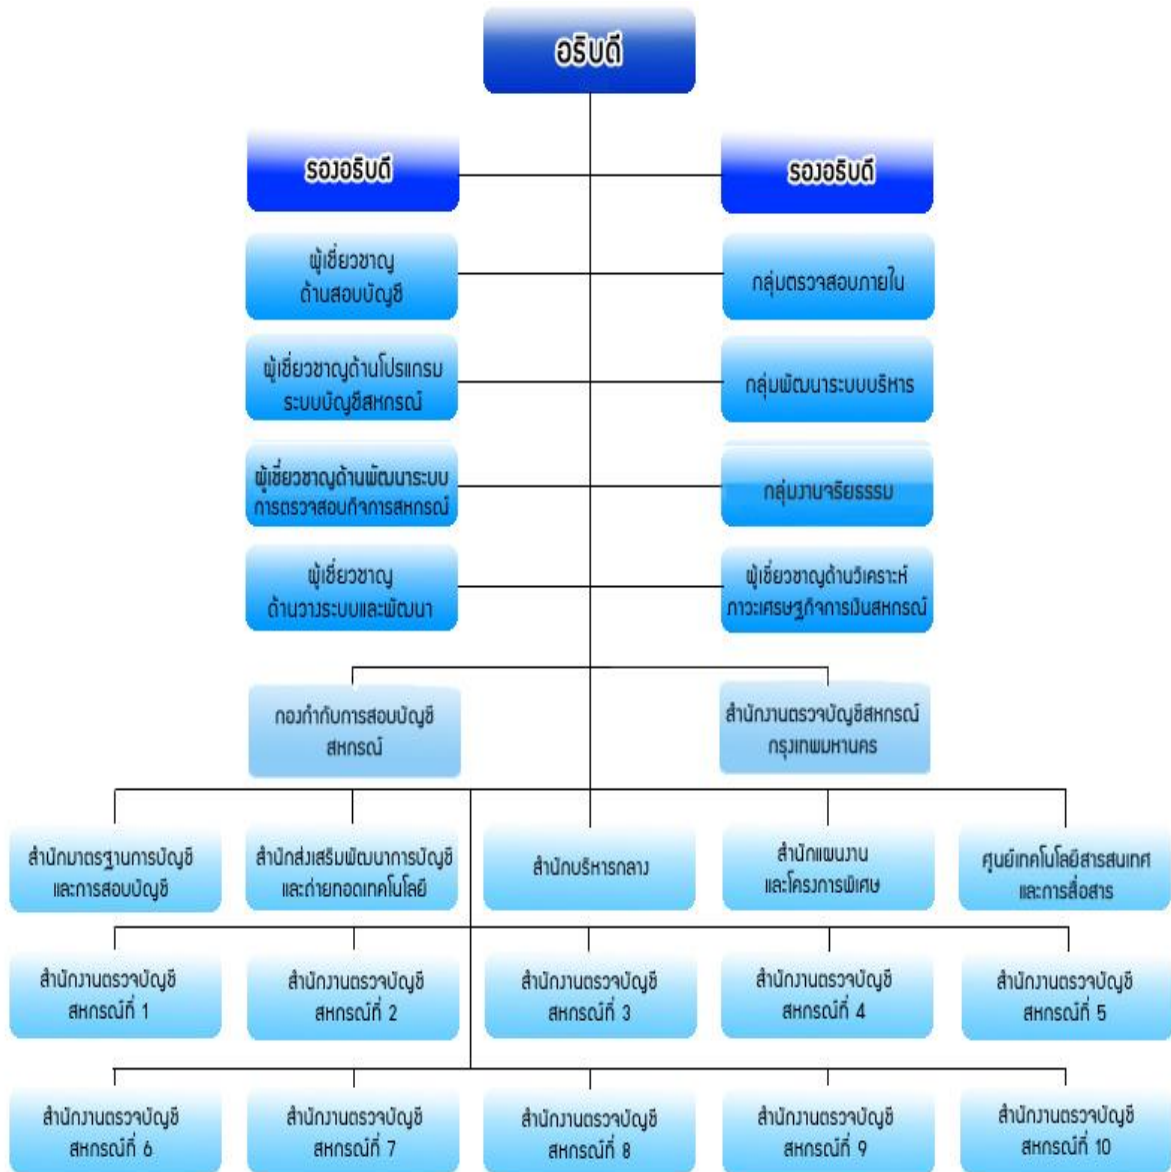 อธิบดี
รองอธิบดี
รองอธิบดี
ผู้เชี่ยวชาญ
ด้านสอบบัญชี
กลุ่มตรวจสอบภายใน
ผู้เชี่ยวชาญด้านโปรแกรม
ระบบบัญชีสหกรณ์
กลุ่มพัฒนาระบบบริหาร
ผู้เชี่ยวชาญด้านพัฒนาระบบ
การตรวจสอบกิจการสหกรณ์
กลุ่มงานจริยธรรม
ผู้เชี่ยวชาญ
ด้านวางระบบและพัฒนา
ผู้เชี่ยวชาญด้านวิเคราะห์
ภาวะเศรษฐกิจการเงินสหกรณ์
กองกำกับการสอบบัญชี
สหกรณ์
สำนักงานตรวจบัญชีสหกรณ์
กรุงเทพมหานคร
สำนักมาตรฐานการบัญชี
และการสอบบัญชี
สำนักส่งเสริมพัฒนาการบัญชี
และถ่ายทอดเทคโนโลยี
สำนักบริหารกลาง
สำนักแผนงาน
และโครงการพิเศษ
ศูนย์เทคโนโลยีสารสนเทศ
และการสื่อสาร
สำนักงานตรวจบัญชี
สหกรณ์ที่ 1
สำนักงานตรวจบัญชี
สหกรณ์ที่ 2
สำนักงานตรวจบัญชี
สหกรณ์ที่ 3
สำนักงานตรวจบัญชี
สหกรณ์ที่ 4
สำนักงานตรวจบัญชี
สหกรณ์ที่ 5
สำนักงานตรวจบัญชี
สหกรณ์ที่ 6
สำนักงานตรวจบัญชี
สหกรณ์ที่ 7
สำนักงานตรวจบัญชี
สหกรณ์ที่ 8
สำนักงานตรวจบัญชี
สหกรณ์ที่ 9
สำนักงานตรวจบัญชี
สหกรณ์ที่ 10